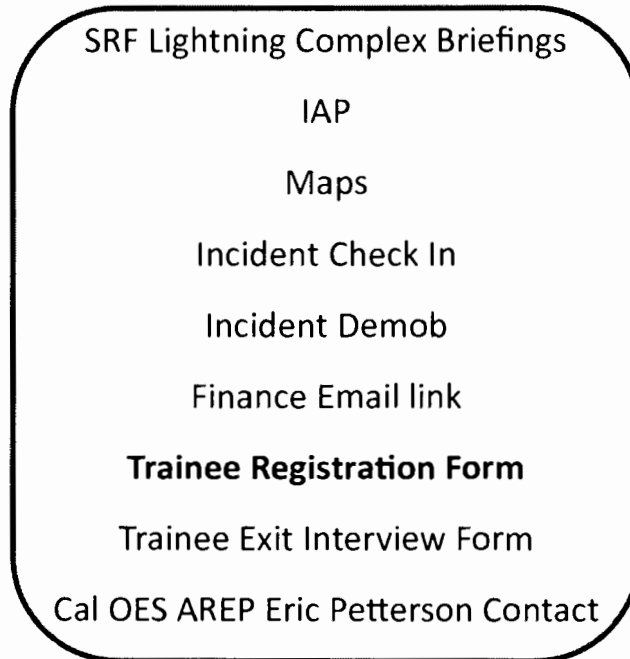 SRF Lightning Complex Briefings
IAP
Maps
Incident Check In
Incident Demob
Finance Email link
Trainee Registration Form
Trainee Exit Interview Form
Cal OES AREP Eric Petterson Contact